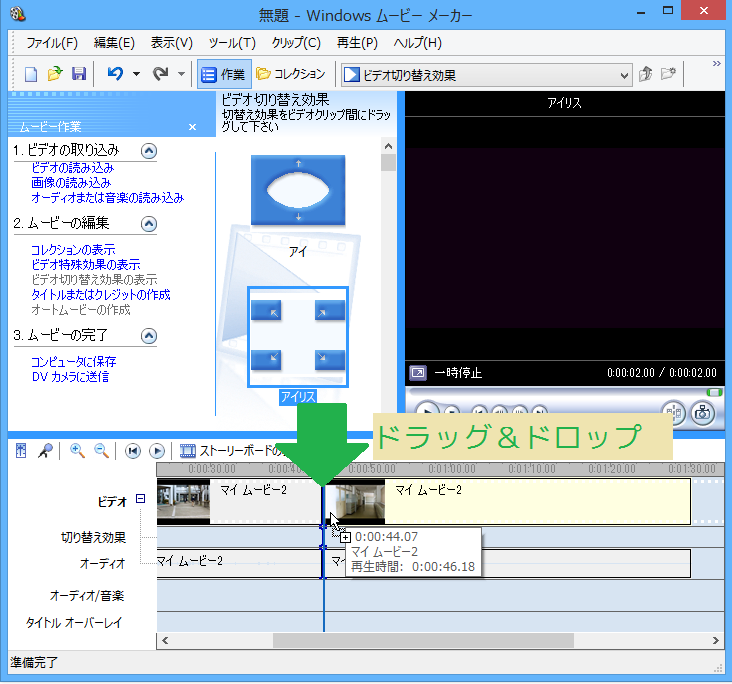 無題 - Windows ムービー メーカー
ファイル(F) 編集(E) 表示(V) ツール(T) クリップ(C) 再生(P) ヘルプ(H)
作業 コレクション ビデオ切り替え効果
ムービー作業
1. ビデオの取り込み
ビデオの読み込み
画像の読み込み
オーディオまたは音楽の読み込み
2. ムービーの編集
コレクションの表示
ビデオ特殊効果の表示
ビデオ切り替え効果の表示
タイトルまたはクレジットの作成
オートムービーの作成
3. ムービーの完了
コンピュータに保存
DV カメラに送信
ビデオ切り替え効果
切替え効果をビデオクリップ間にドラッ
グして下さい
アイ
アイリス
アイリス
一時停止 0:00:02.00 / 0:00:02.00
ドラッグ＆ドロップ
ストーリーボードの
0:00:30.00 0:00:4 0:00:50.00 0:01:00.00 0:01:10.00 0:01:20.00 0:01:30.00
ビデオ
マイ ムービー2 マイ ムービー2
切り替え効果
オーディオ
マイ ムービー2 マイ
0:00:44.07
マイ ムービー2
再生時間: 0:00:46.18
オーディオ/音楽
タイトル オーバーレイ
準備完了